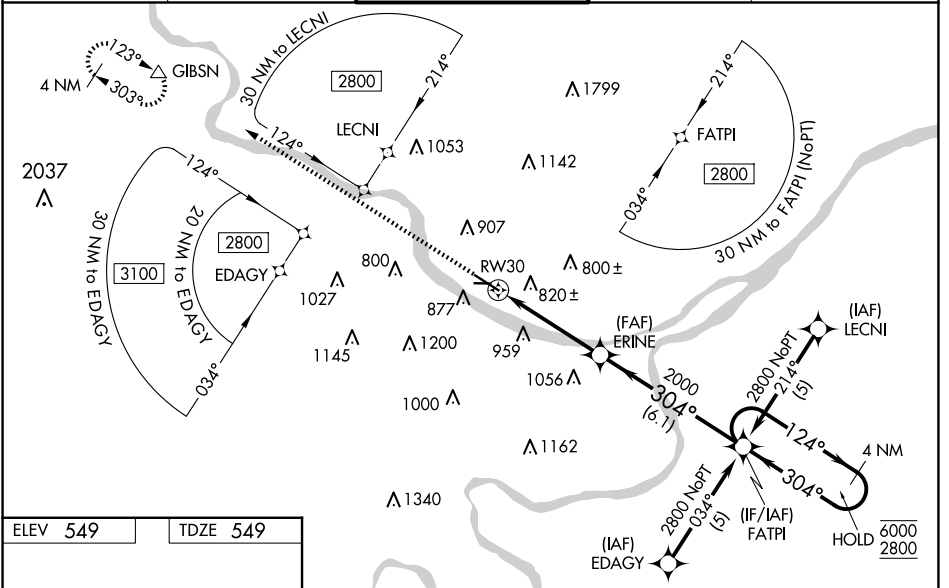 123°
GIBSN
4 NM
303°
30 NM to LECNI
2800
214°
LECNI
124°
1053
1799
1142
214°
FATPI
2800
034°
30 NM to FATPI (NoPT)
2037
124°
2800
20 NM to EDAGY
3100
30 NM to EDAGY
EDAGY
034°
907
800
1027
877
RW30
820±
800±
1145
1200
959
(FAF)
ERINE
1056
1000
2000
304°
(6.1)
(IAF)
LECNI
2800 NoPT
214°
(5)
124°
4 NM
304°
1162
1340
2800 NoPT
034°
(5)
(IF/IAF)
FATPI
HOLD
6000
2800
(IAF)
EDAGY
ELEV 549
TDZE 549